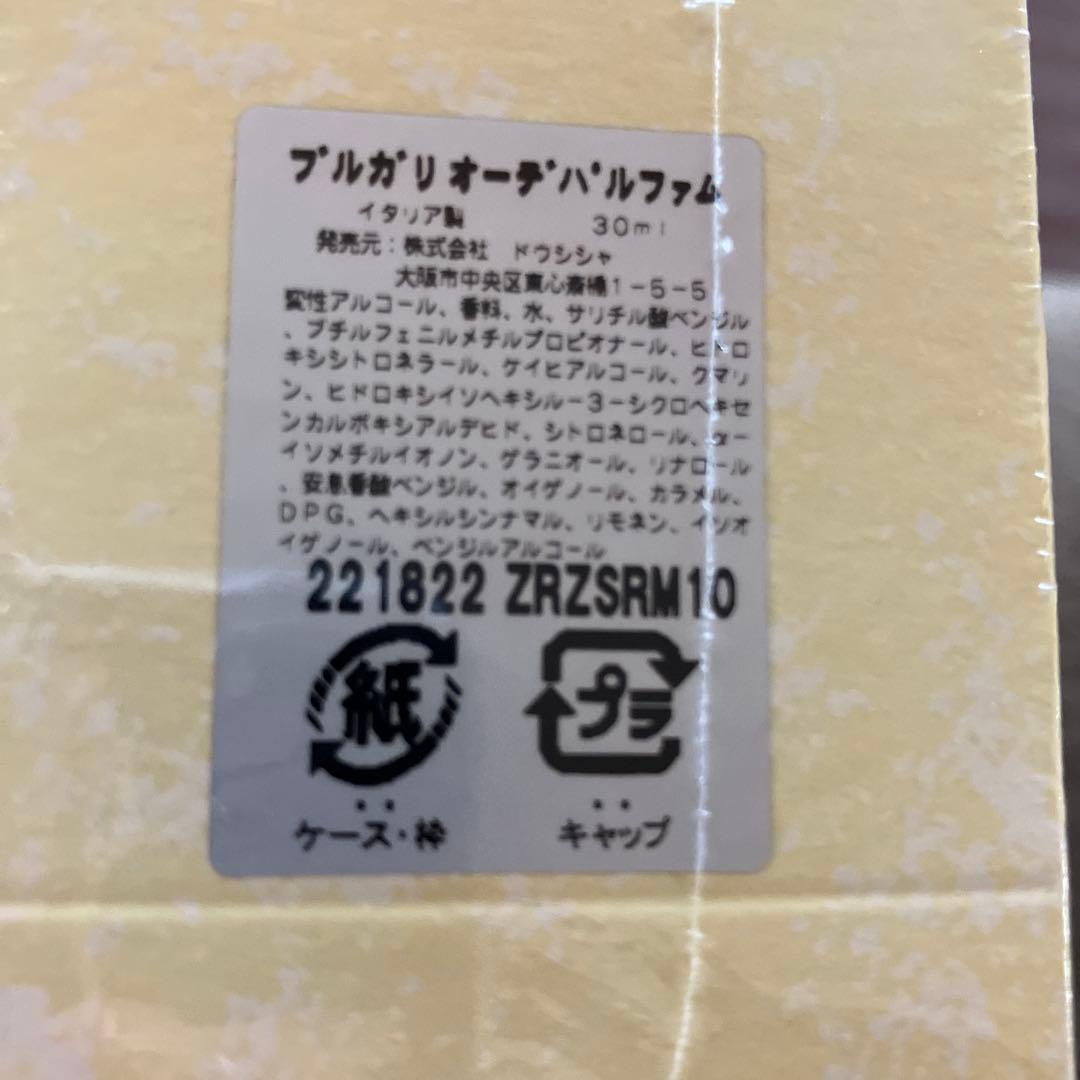 ブルガリ オーデパルファム
イタリア製 30ml
発売元：株式会社 ドウシシャ
大阪市中央区東心斎橋1-5-5
変性アルコール、香料、水、サリチル酸ベンジル
、ブチルフェニルメチルプロピオナール、ヒドロ
キシシトロネラール、ケイヒアルコール、クマリ
ン、ヒドロキシイソヘキシル-3-シクロヘキセ
ンカルボキシアルデヒド、シトロネロール、α-
イソメチルイオノン、ゲラニオール、リナロール
、安息香酸ベンジル、オイゲノール、カラメル、
DPG、ヘキシルシンナマル、リモネン、イソオ
イゲノール、ベンジルアルコール
221822 ZRZSRM10
紙 プラ
ケース・枠 キャップ